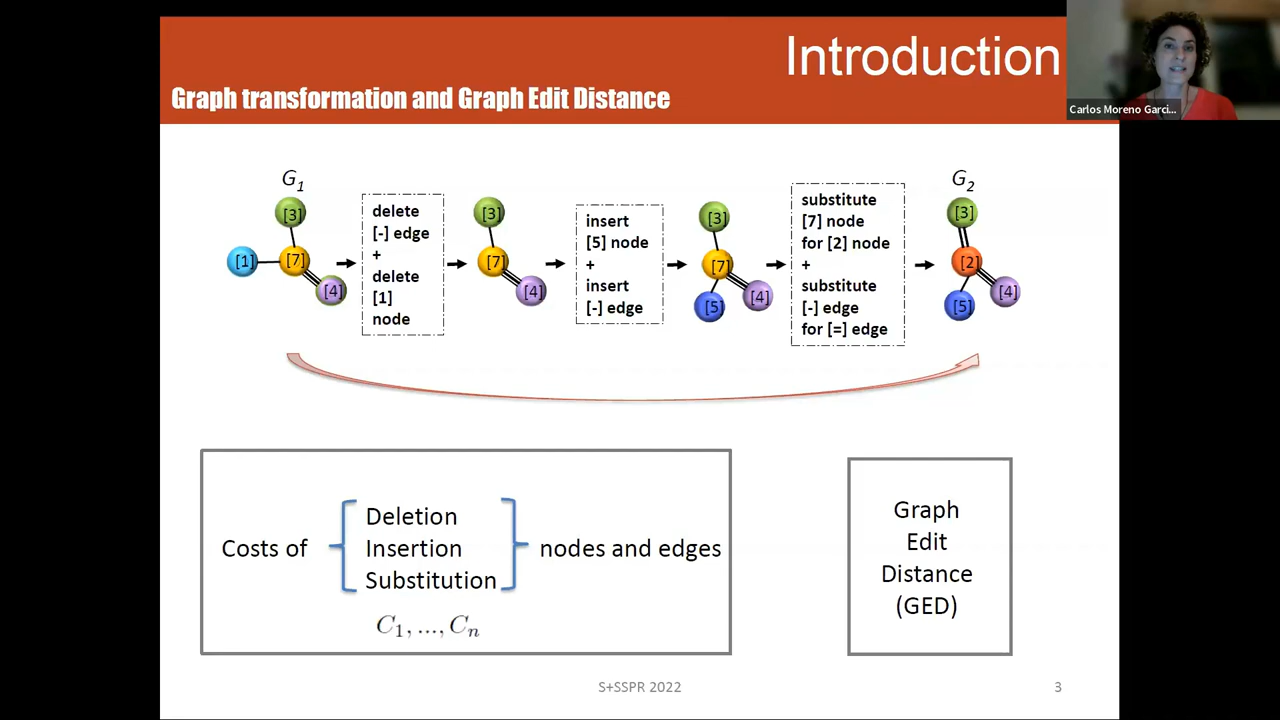 Introduction
Graph transformation and Graph Edit Distance
Carlos Moreno Garci...
G1
[3]
[1]
[7]
[4]
delete
[-] edge
+
delete
[1]
node
[3]
[7]
[4]
insert
[5] node
+
insert
[-] edge
[3]
[7]
[4]
[5]
substitute
[7] node
for [2] node
+
substitute
[-] edge
for [=] edge
G2
[3]
[2]
[4]
[5]
Costs of
Deletion
Insertion
Substitution
nodes and edges
C1, ..., Cn
Graph
Edit
Distance
(GED)
S+SSPR 2022
3